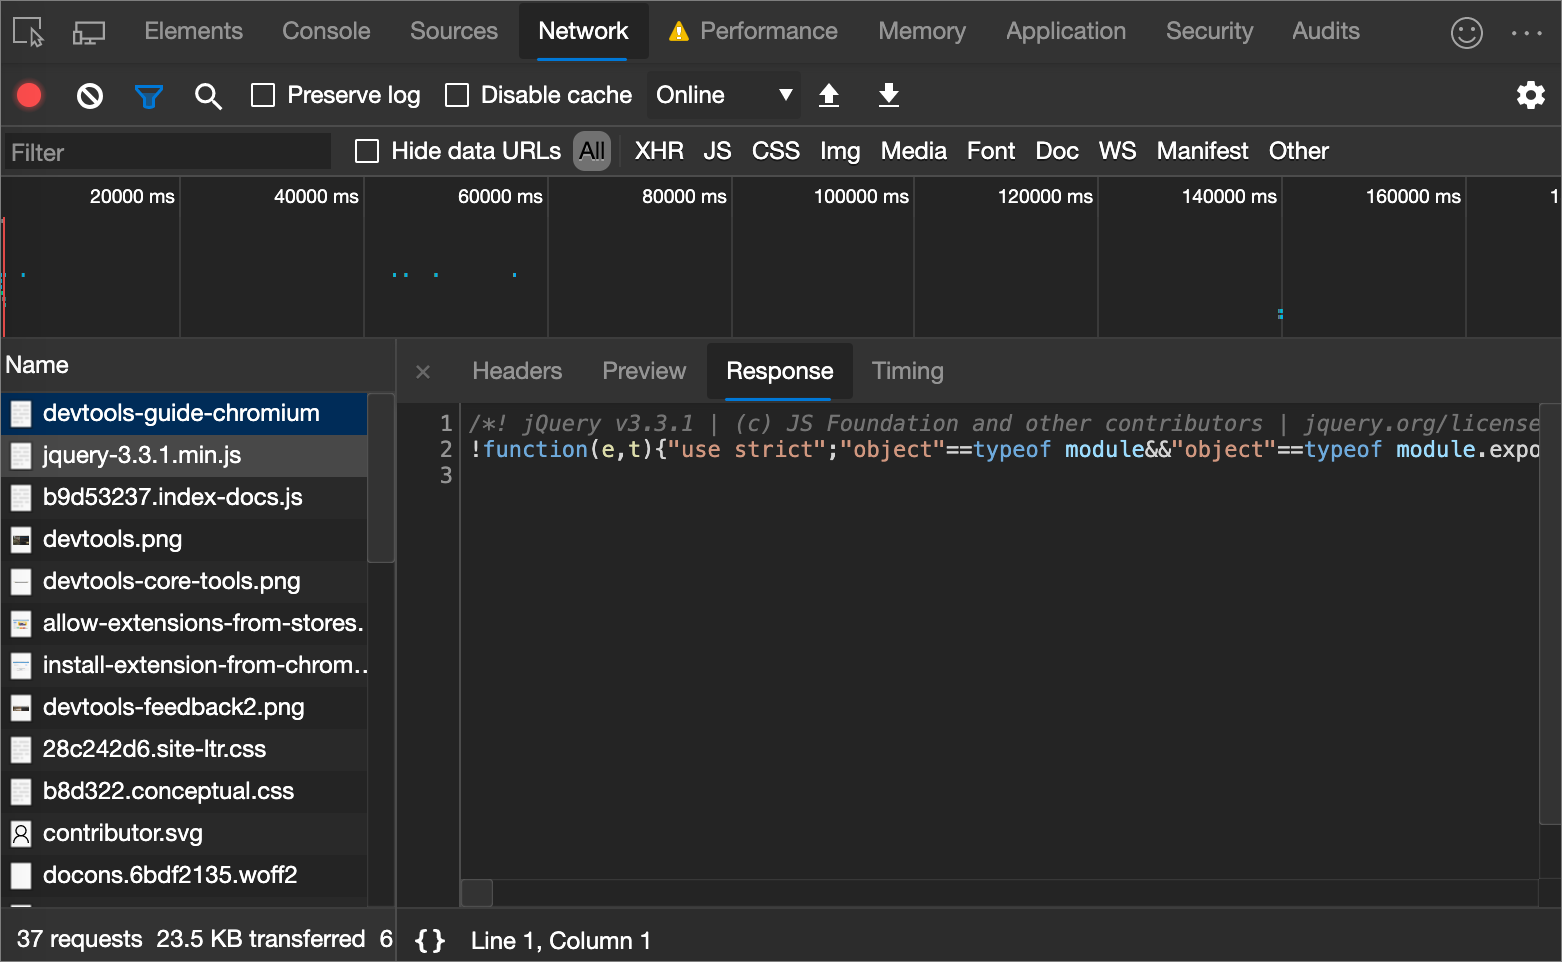 Elements Console Sources Network Performance Memory Application Security Audits
Preserve log Disable cache Online
Filter Hide data URLs All XHR JS CSS Img Media Font Doc WS Manifest Other
20000 ms 40000 ms 60000 ms 80000 ms 100000 ms 120000 ms 140000 ms 160000 ms 1
Name
devtools-guide-chromium
jquery-3.3.1.min.js
b9d53237.index-docs.js
devtools.png
devtools-core-tools.png
allow-extensions-from-stores.
install-extension-from-chrom..
devtools-feedback2.png
28c242d6.site-ltr.css
b8d322.conceptual.css
contributor.svg
docons.6bdf2135.woff2
37 requests 23.5 KB transferred 6
× Headers Preview Response Timing
1 /*! jQuery v3.3.1 | (c) JS Foundation and other contributors | jquery.org/license
2 !function(e,t){"use strict";"object"==typeof module&&"object"==typeof module.expo
3
{} Line 1, Column 1